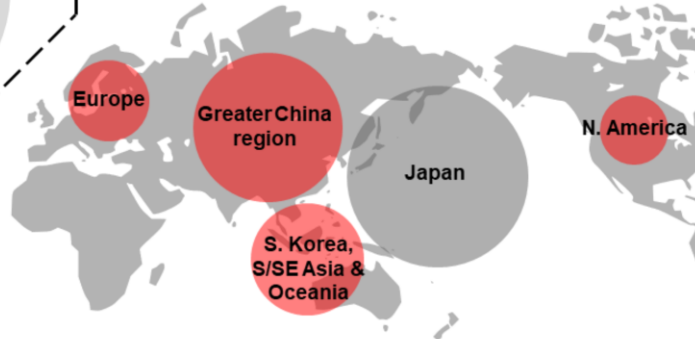 Europe
Greater China
region
Japan
N. America
S. Korea,
S/SE Asia &
Oceania